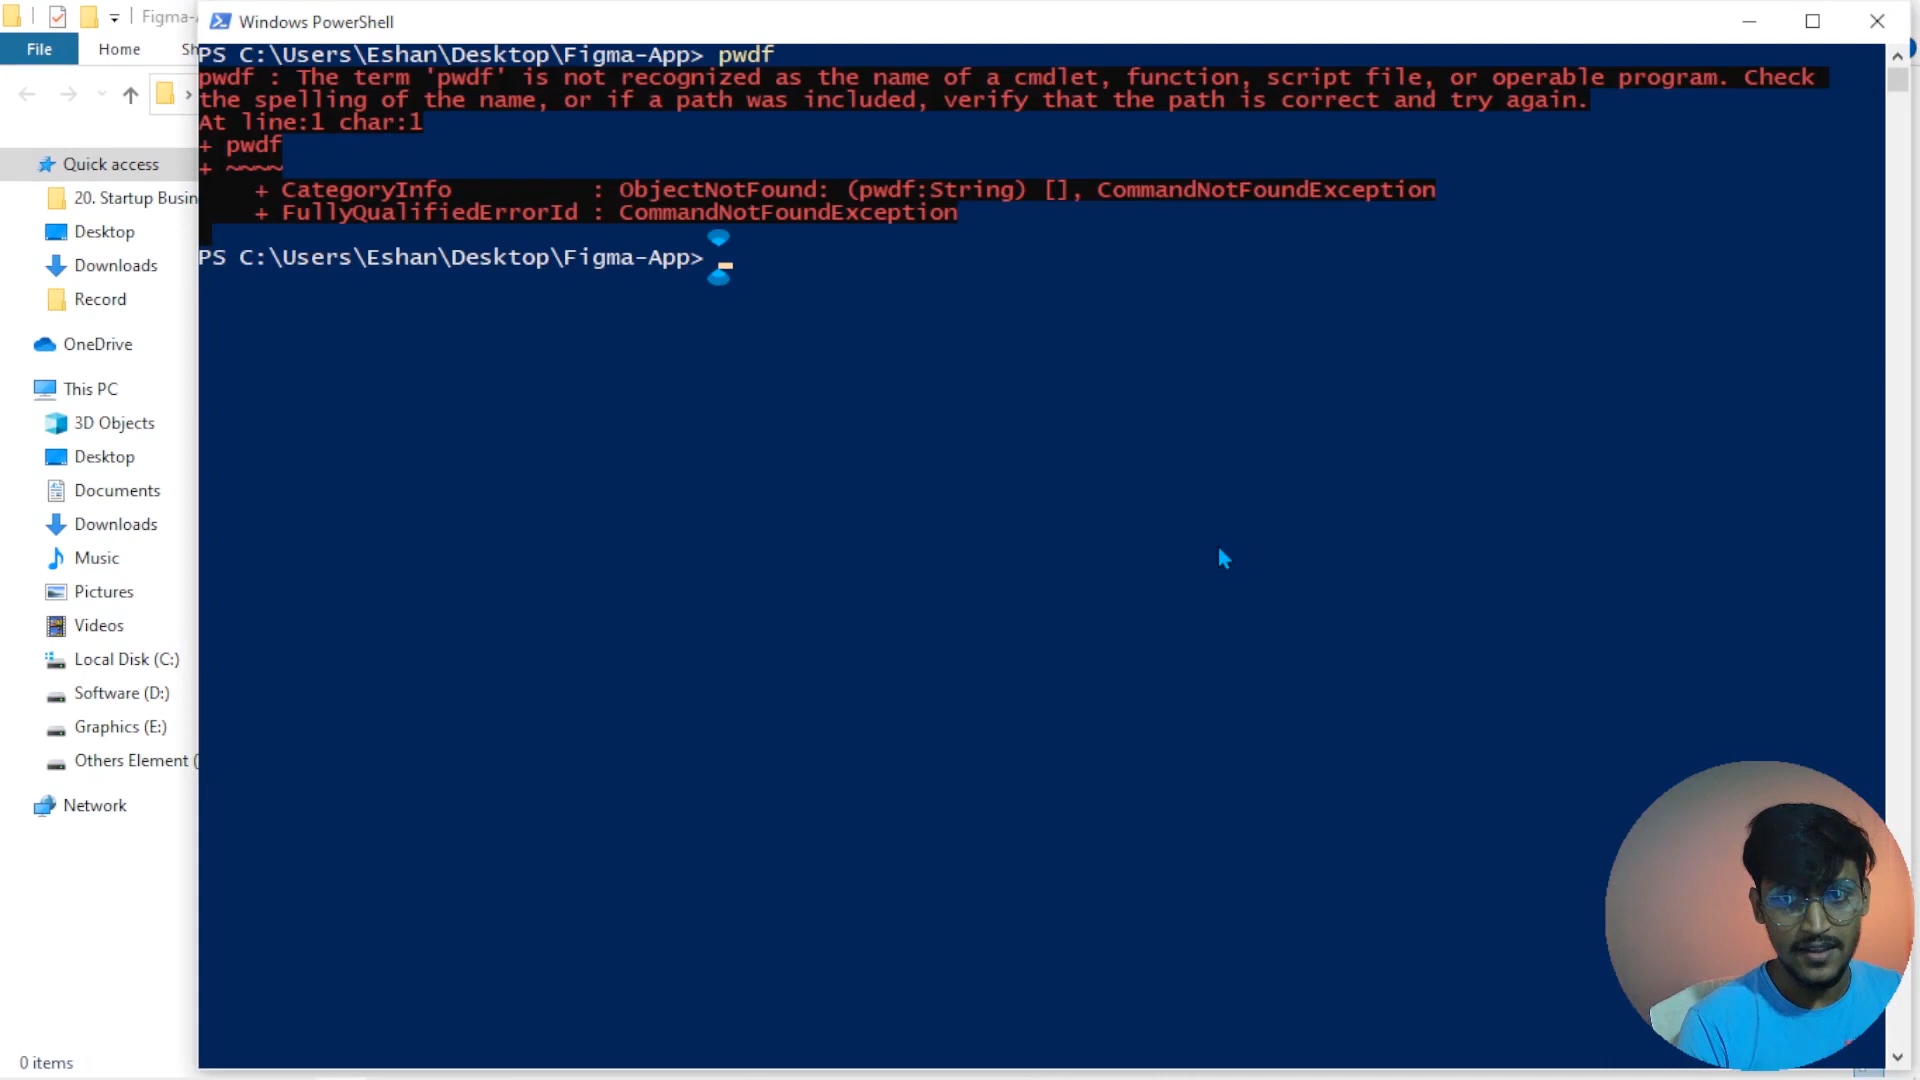 Figma-
Windows PowerShell
File
Home
Sh
PS C:\Users\Eshan\Desktop\Figma-App> pwdf
pwdf : The term 'pwdf' is not recognized as the name of a cmdlet, function, script file, or operable program. Check
the spelling of the name, or if a path was included, verify that the path is correct and try again.
At line:1 char:1
+ pwdf
+ ~~~~
+ CategoryInfo : ObjectNotFound: (pwdf:String) [], CommandNotFoundException
+ FullyQualifiedErrorId : CommandNotFoundException
PS C:\Users\Eshan\Desktop\Figma-App>
Quick access
20. Startup Busin
Desktop
Downloads
Record
OneDrive
This PC
3D Objects
Desktop
Documents
Downloads
Music
Pictures
Videos
Local Disk (C:)
Software (D:)
Graphics (E:)
Others Element (
Network
0 items